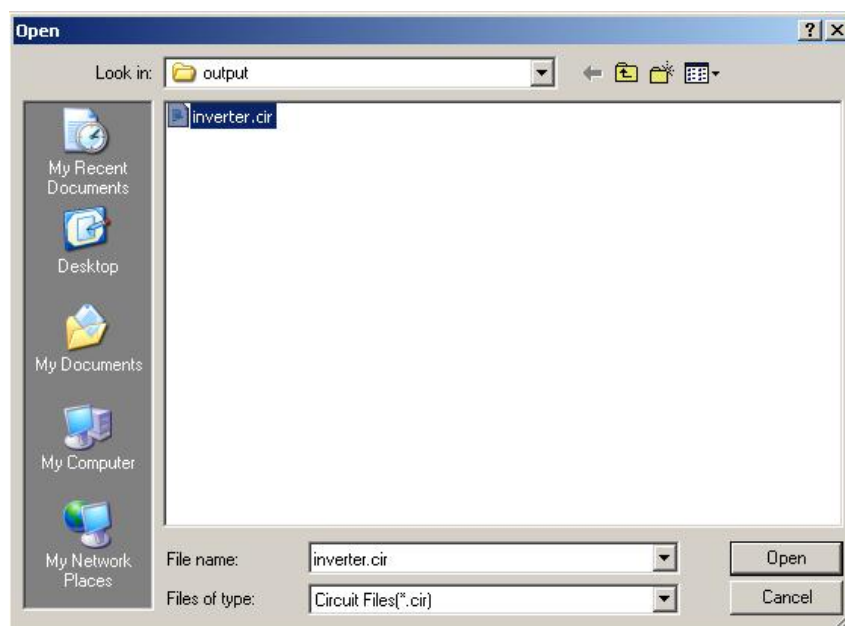 Open
Look in: output
inverter.cir
My Recent
Documents
Desktop
My Documents
My Computer
My Network
Places
File name: inverter.cir Open
Files of type: Circuit Files(*.cir) Cancel